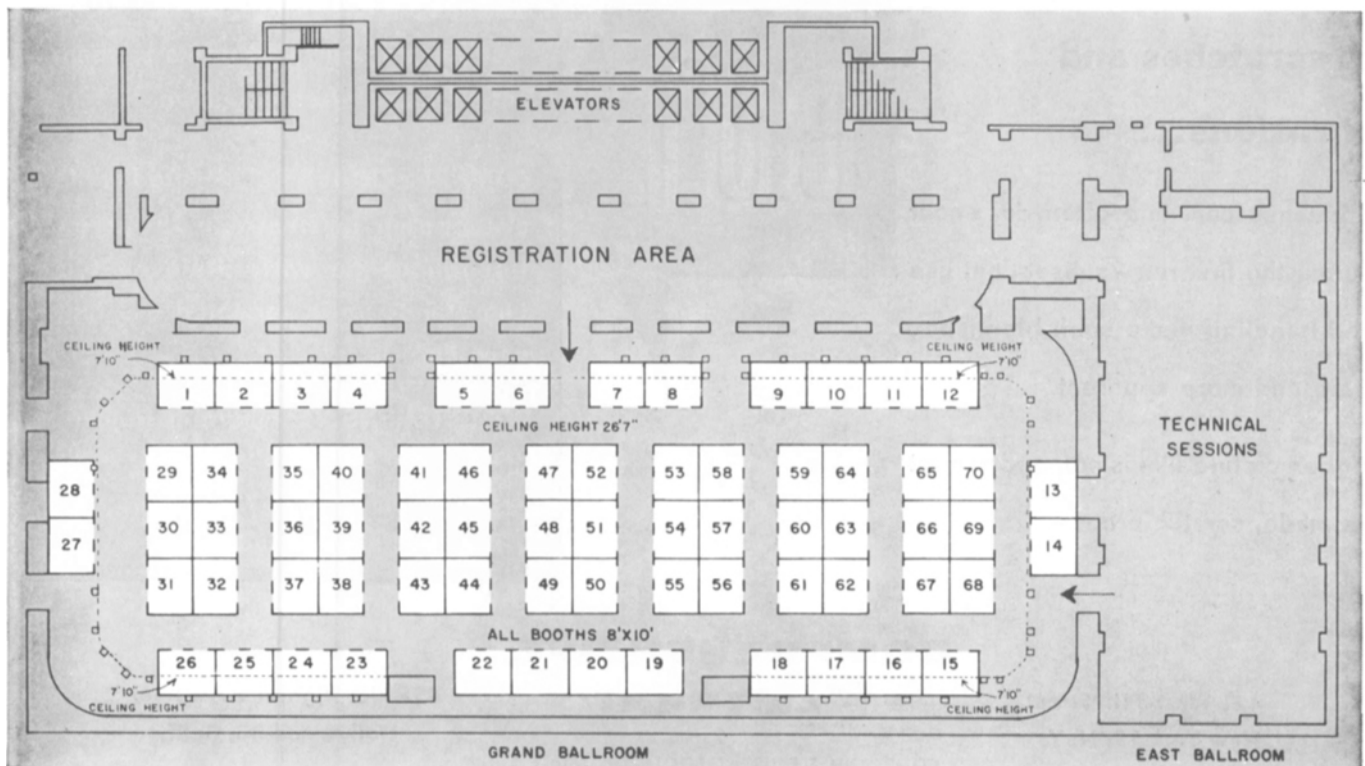 ELEVATORS
REGISTRATION AREA
CEILING HEIGHT
7'10"
CEILING HEIGHT
7'10"
1 2 3 4 5 6 7 8 9 10 11 12
CEILING HEIGHT 26'7"
TECHNICAL
SESSIONS
29 34 35 40 41 46 47 52 53 58 59 64 65 70
28 13
30 33 36 39 42 45 48 51 54 57 60 63 66 69
27 14
31 32 37 38 43 44 49 50 55 56 61 62 67 68
ALL BOOTHS 8'X10'
26 25 24 23 22 21 20 19 18 17 16 15
7'10"
CEILING HEIGHT
7'10"
CEILING HEIGHT
GRAND BALLROOM
EAST BALLROOM